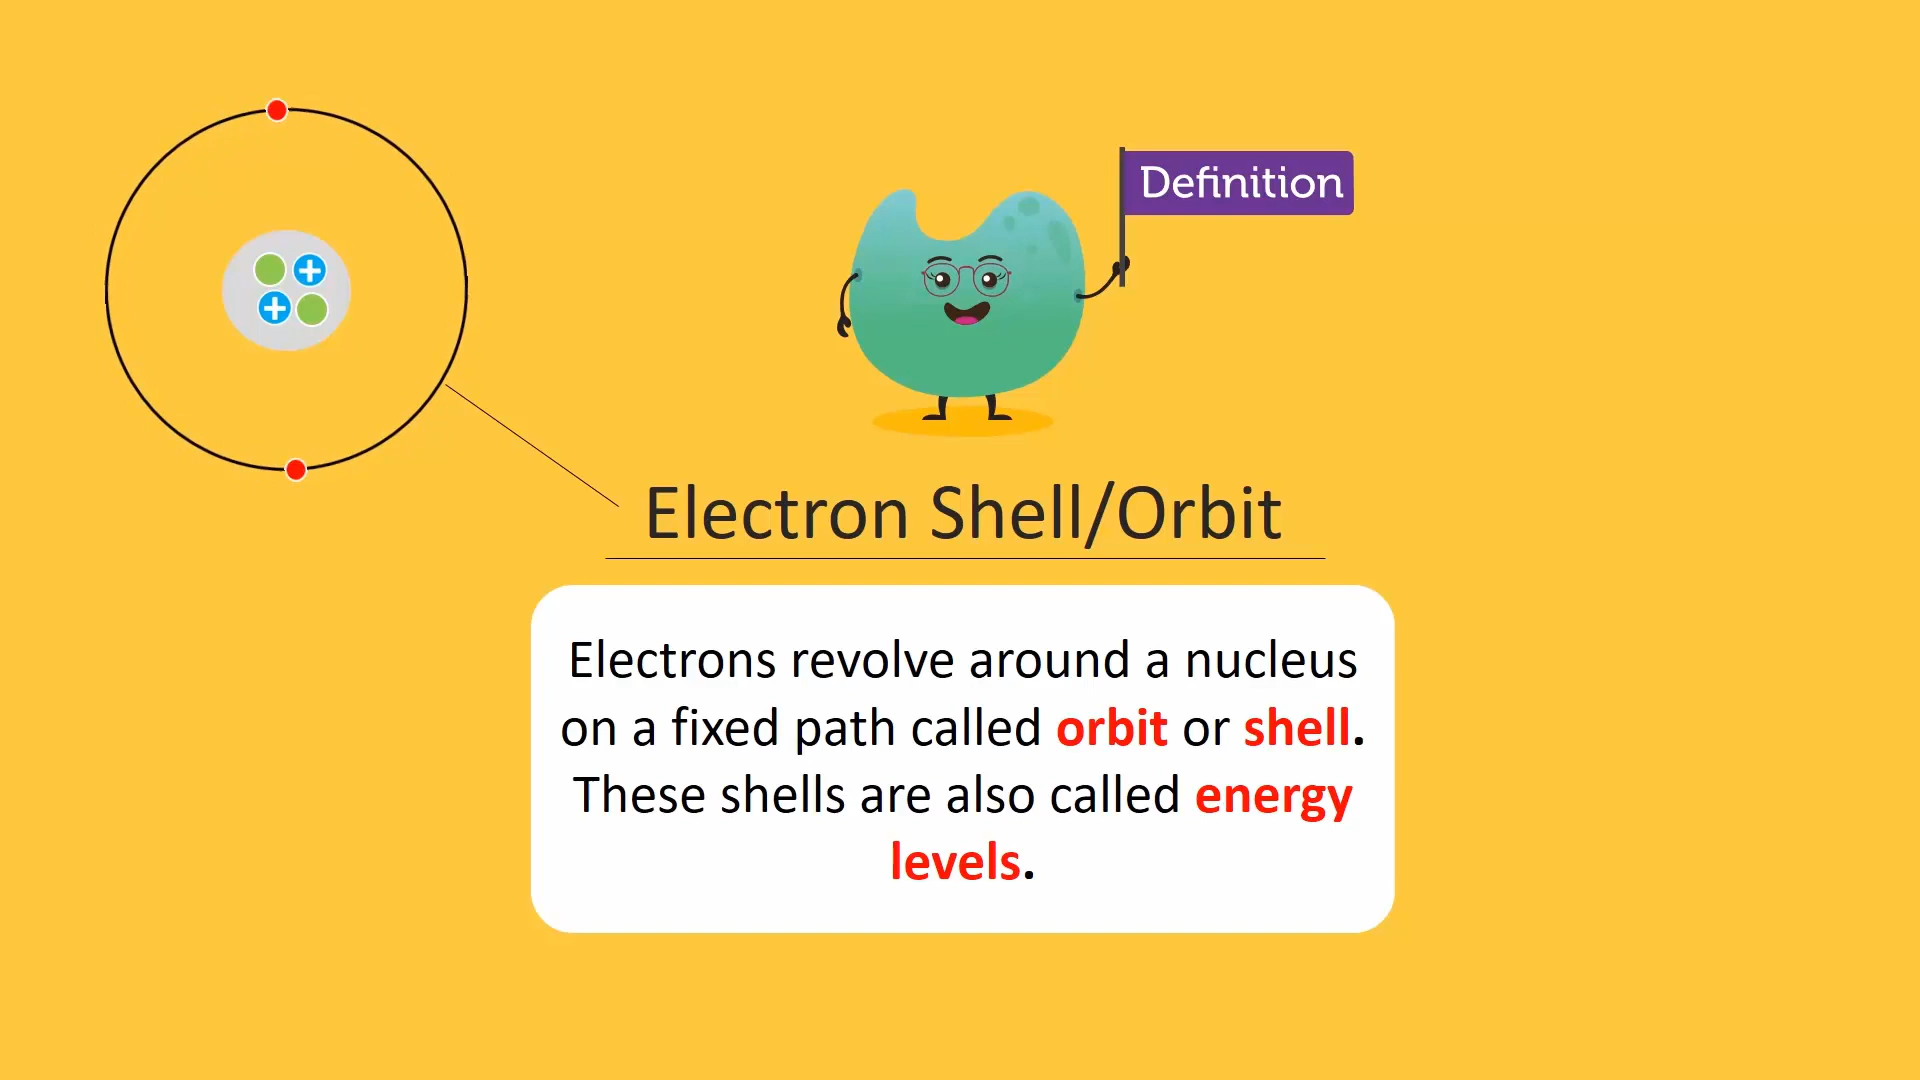 Definition
Electron Shell/Orbit
Electrons revolve around a nucleus
on a fixed path called orbit or shell.
These shells are also called energy
levels.